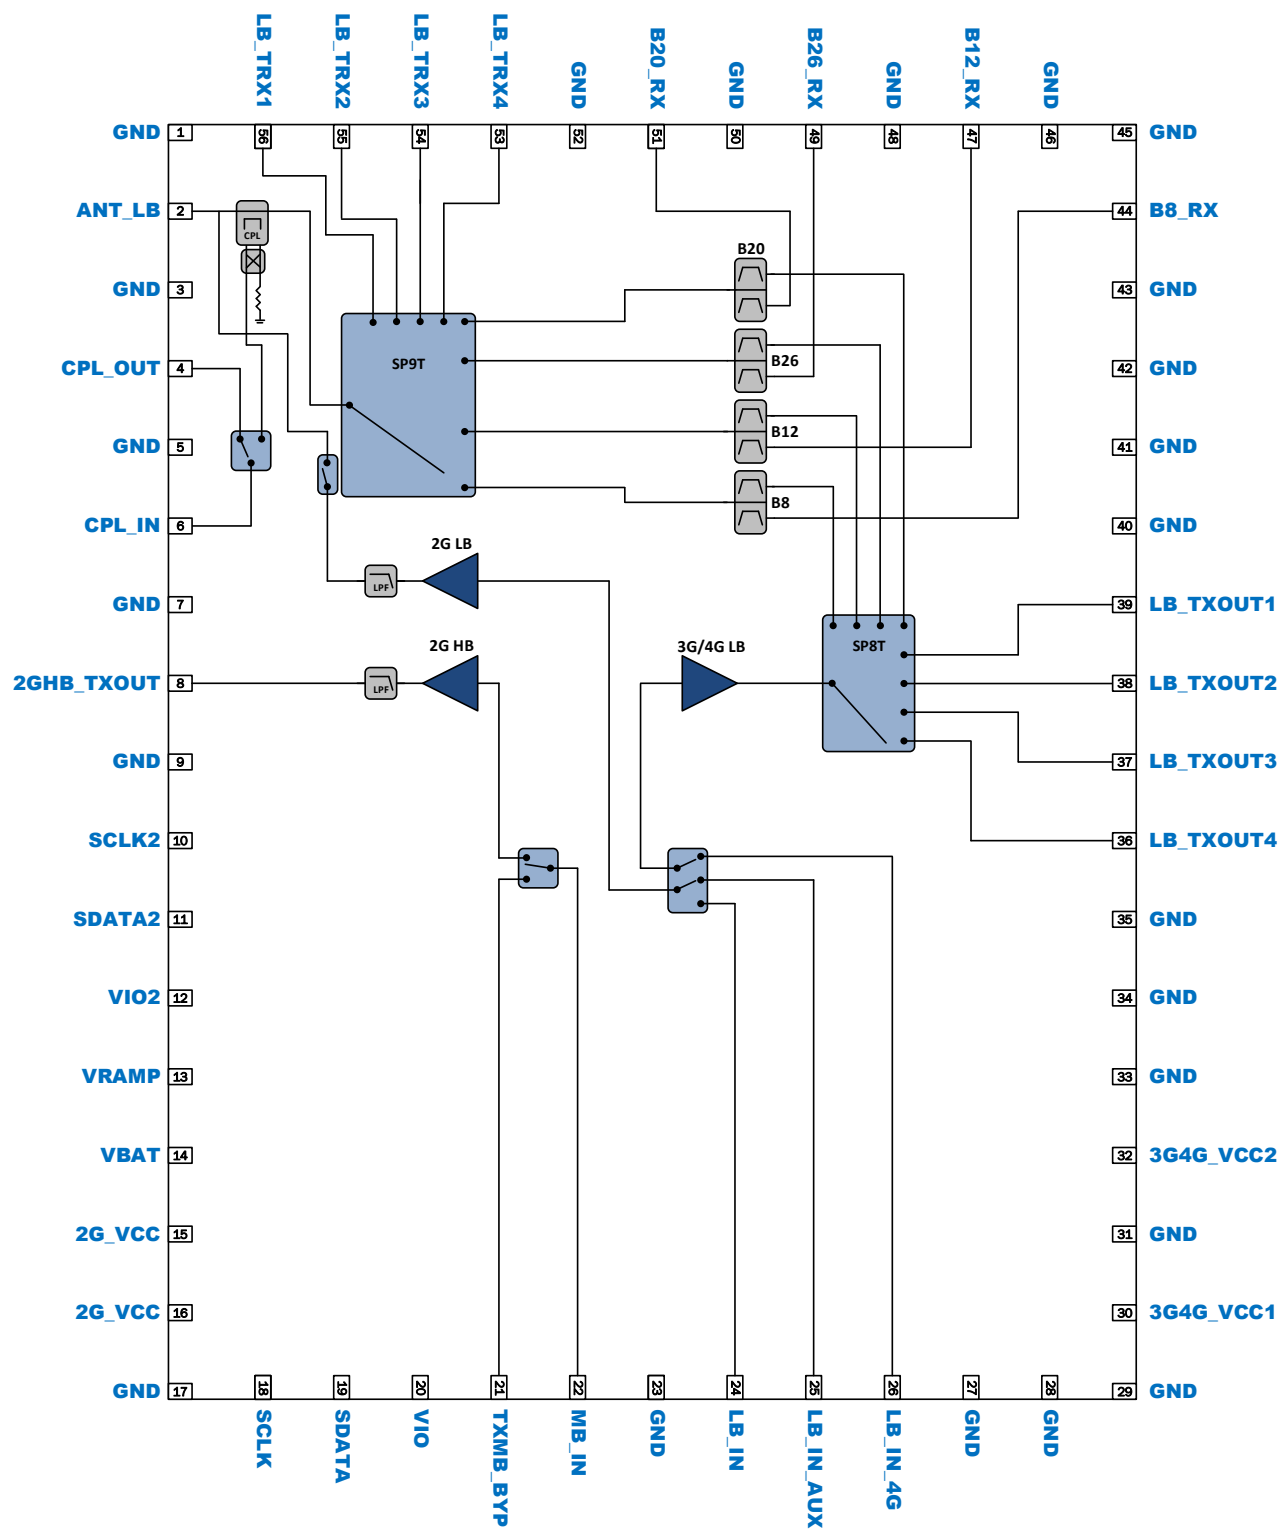 LB_TRX1
LB_TRX2
LB_TRX3
LB_TRX4
GND
B20_RX
GND
B26_RX
GND
B12_RX
GND
56
55
54
53
52
51
50
49
48
47
46
GND 1
ANT_LB 2
GND 3
CPL_OUT 4
GND 5
CPL_IN 6
GND 7
2GHB_TXOUT 8
GND 9
SCLK2 10
SDATA2 11
VIO2 12
VRAMP 13
VBAT 14
2G_VCC 15
2G_VCC 16
GND 17
CPL
SP9T
B20
B26
B12
B8
2G LB
LPF
2G HB
LPF
3G/4G LB
SP8T
45 GND
44 B8_RX
43 GND
42 GND
41 GND
40 GND
39 LB_TXOUT1
38 LB_TXOUT2
37 LB_TXOUT3
36 LB_TXOUT4
35 GND
34 GND
33 GND
32 3G4G_VCC2
31 GND
30 3G4G_VCC1
29 GND
18
19
20
21
22
23
24
25
26
27
28
SCLK
SDATA
VIO
TXMB_BYP
MB_IN
GND
LB_IN
LB_IN_AUX
LB_IN_4G
GND
GND